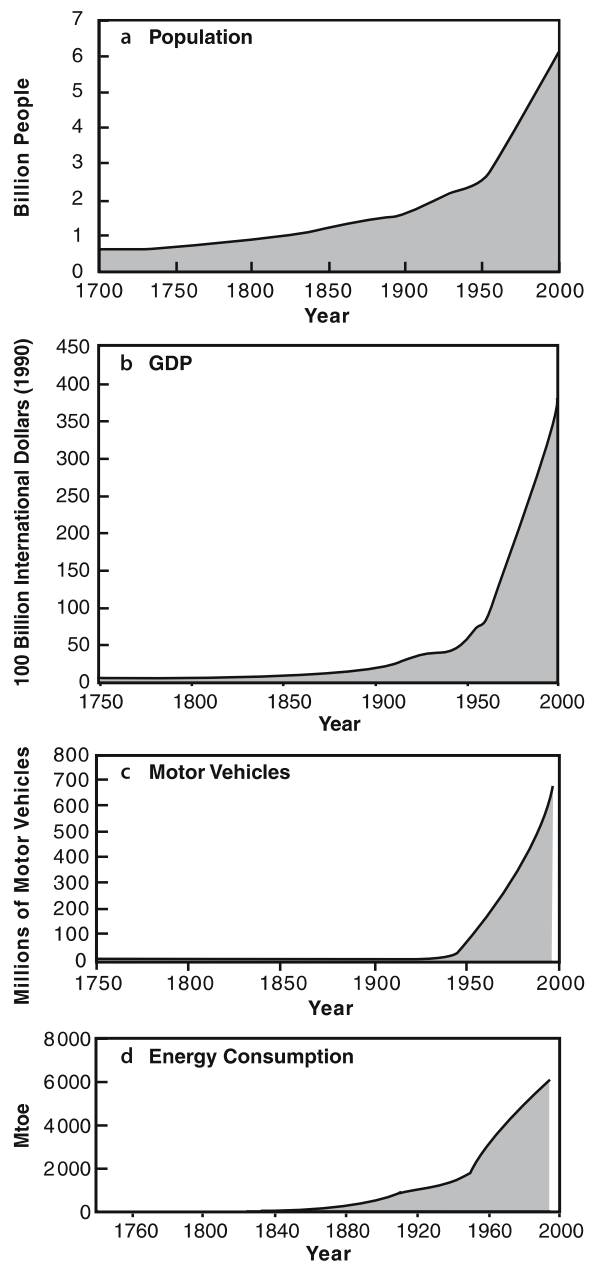 7
a Population
6
5
4
3
2
1
0
Billion People
1700 1750 1800 1850 1900 1950 2000
Year
450
b GDP
400
350
300
250
200
150
100
50
0
100 Billion International Dollars (1990)
1750 1800 1850 1900 1950 2000
Year
800
c Motor Vehicles
700
600
500
400
300
200
100
0
Millions of Motor Vehicles
1750 1800 1850 1900 1950 2000
Year
8000
d Energy Consumption
6000
4000
2000
0
Mtoe
1760 1800 1840 1880 1920 1960 2000
Year